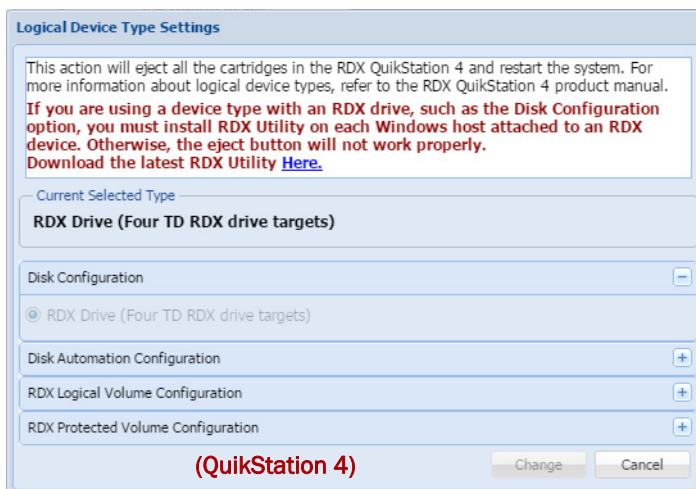 Logical Device Type Settings
This action will eject all the cartridges in the RDX QuikStation 4 and restart the system. For
more information about logical device types, refer to the RDX QuikStation 4 product manual.
If you are using a device type with an RDX drive, such as the Disk Configuration
option, you must install RDX Utility on each Windows host attached to an RDX
device. Otherwise, the eject button will not work properly.
Download the latest RDX Utility Here.
Current Selected Type
RDX Drive (Four TD RDX drive targets)
Disk Configuration
RDX Drive (Four TD RDX drive targets)
Disk Automation Configuration
RDX Logical Volume Configuration
RDX Protected Volume Configuration
(QuikStation 4)
Change
Cancel